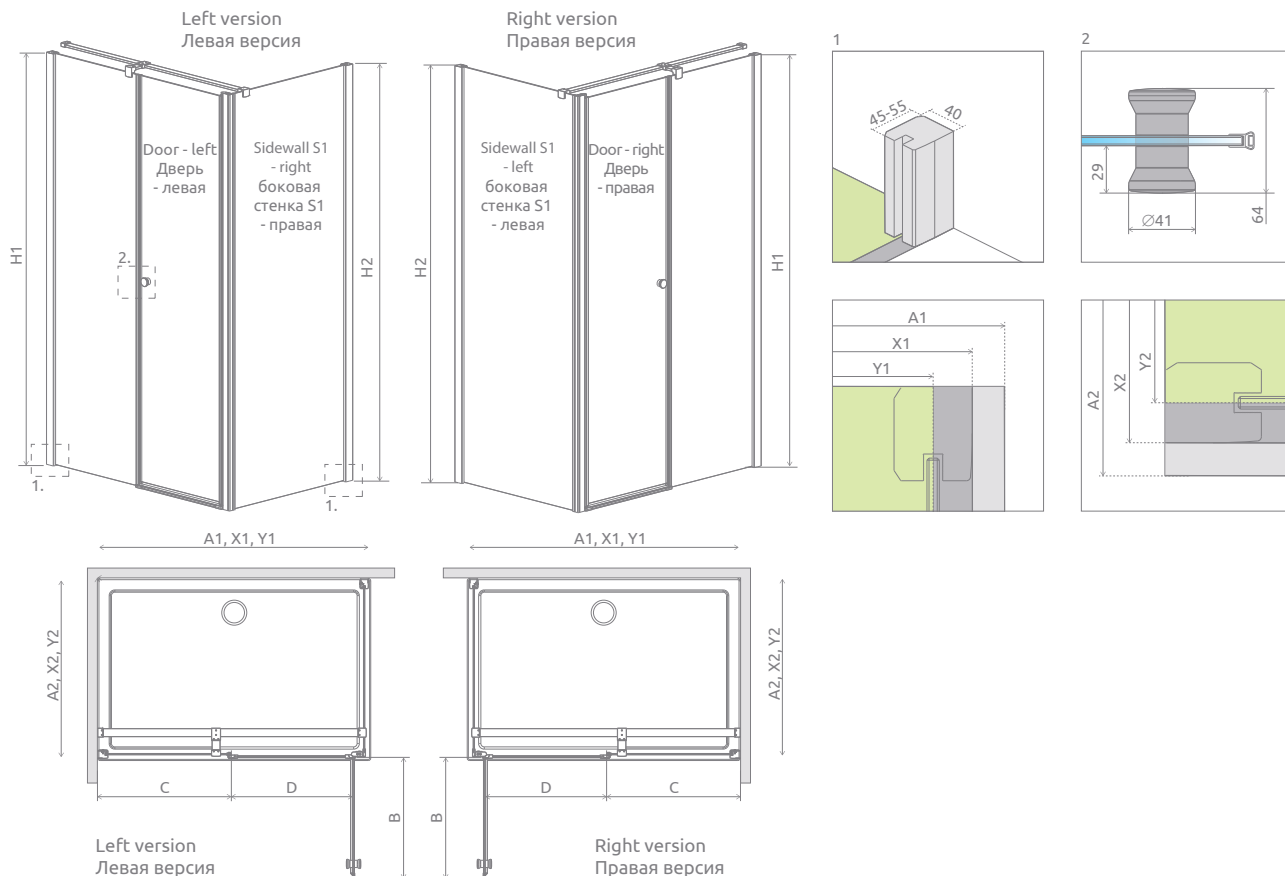 Left version
Левая версия
Right version
Правая версия
H1
Door - left
Дверь
- левая
2.
Sidewall S1
- right
боковая
стенка S1
- правая
H2
1.
1.
H2
Sidewall S1
- left
боковая
стенка S1
- левая
Door - right
Дверь
- правая
H1
1
45-55
40
2
29
Ø41
64
A1
X1
Y1
A2
X2
Y2
A1, X1, Y1
A2, X2, Y2
C
D
B
Left version
Левая версия
A1, X1, Y1
A2, X2, Y2
B
D
C
Right version
Правая версия